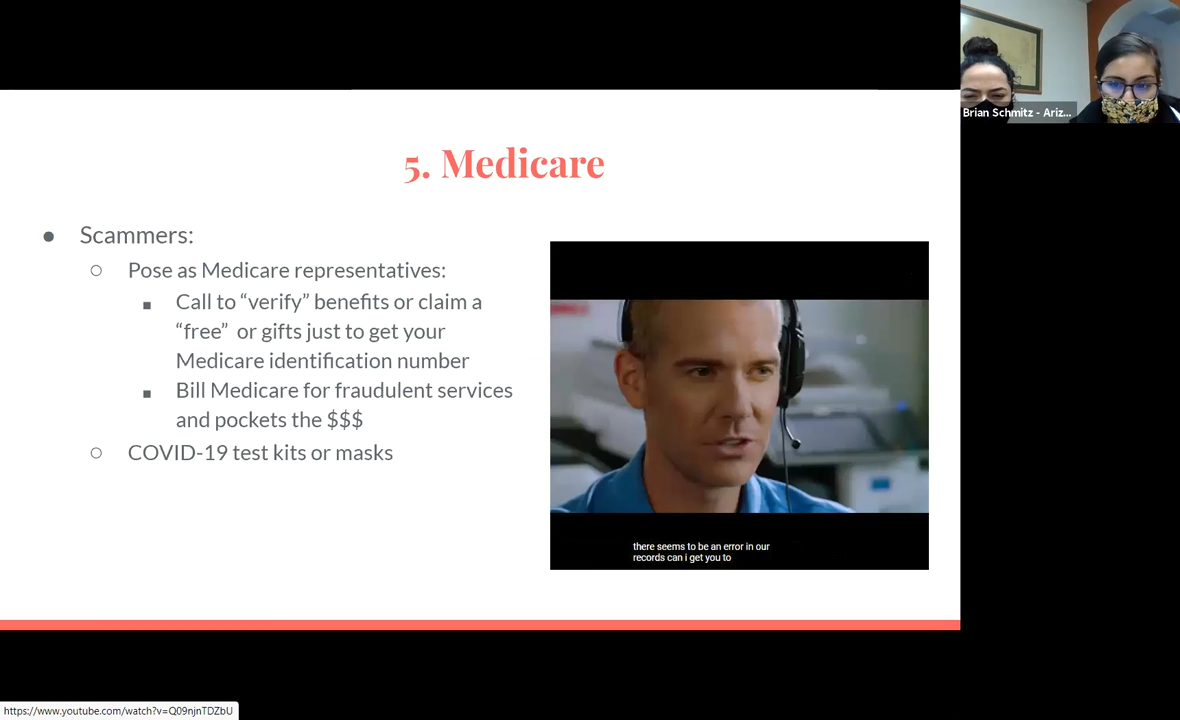 Brian Schmitz - Ariz...
5. Medicare
● Scammers:
○ Pose as Medicare representatives:
■ Call to “verify” benefits or claim a
“free” or gifts just to get your
Medicare identification number
■ Bill Medicare for fraudulent services
and pockets the $$$
○ COVID-19 test kits or masks
there seems to be an error in our
records can i get you to
https://www.youtube.com/watch?v=Q09njnTDZbU